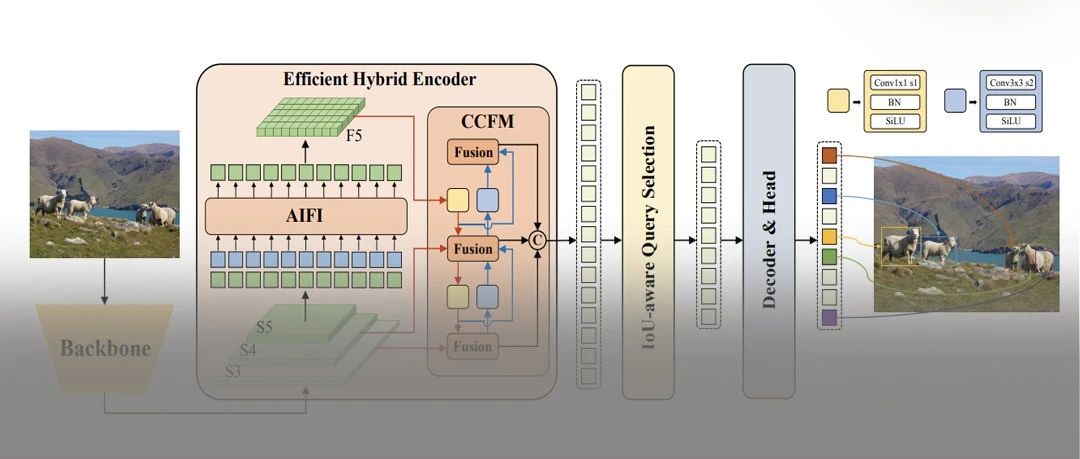 Efficient Hybrid Encoder
F5
CCFM
Fusion
AIFI
Fusion
C
S5
S4
S3
Fusion
Backbone
IoU-aware Query Selection
Decoder & Head
Conv1x1 s1
BN
SiLU
Conv3x3 s2
BN
SiLU